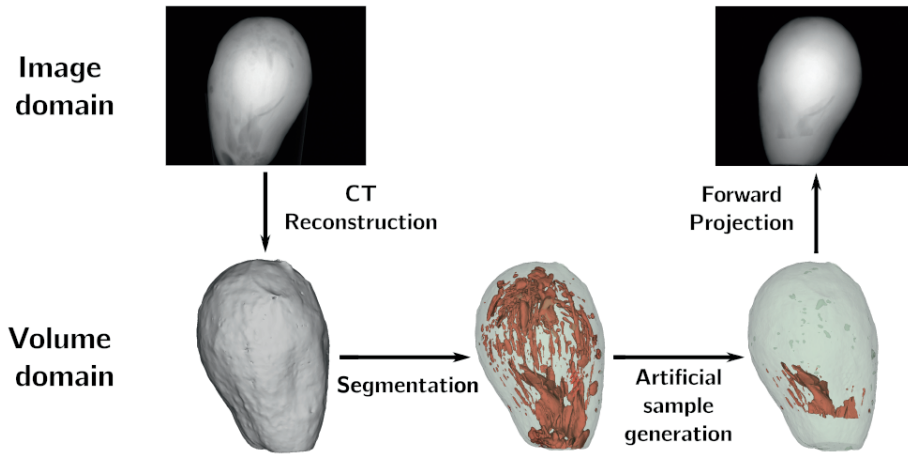 Image
domain
CT
Reconstruction
Forward
Projection
Volume
domain
Segmentation
Artificial
sample
generation